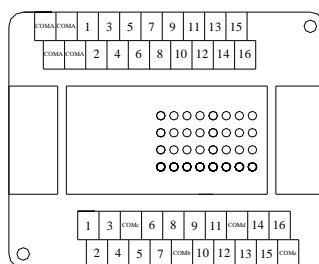 COMA COMA 1 3 5 7 9 11 13 15
COMA COMA 2 4 6 8 10 12 14 16
1 3 COMc 6 8 9 11 COMd 14 16
2 4 5 7 COMb 10 12 13 15 COMe